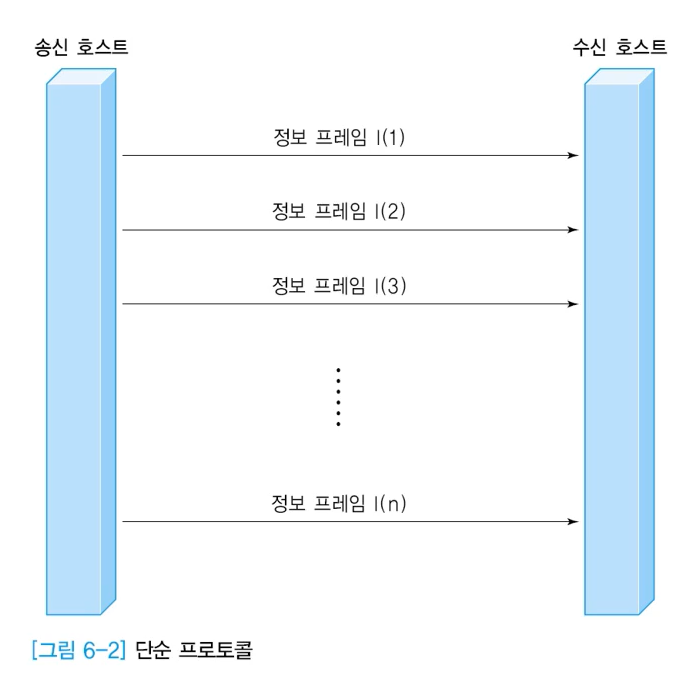 송신 호스트
수신 호스트
정보 프레임 I(1)
정보 프레임 I(2)
정보 프레임 I(3)
정보 프레임 I(n)
[그림 6-2] 단순 프로토콜